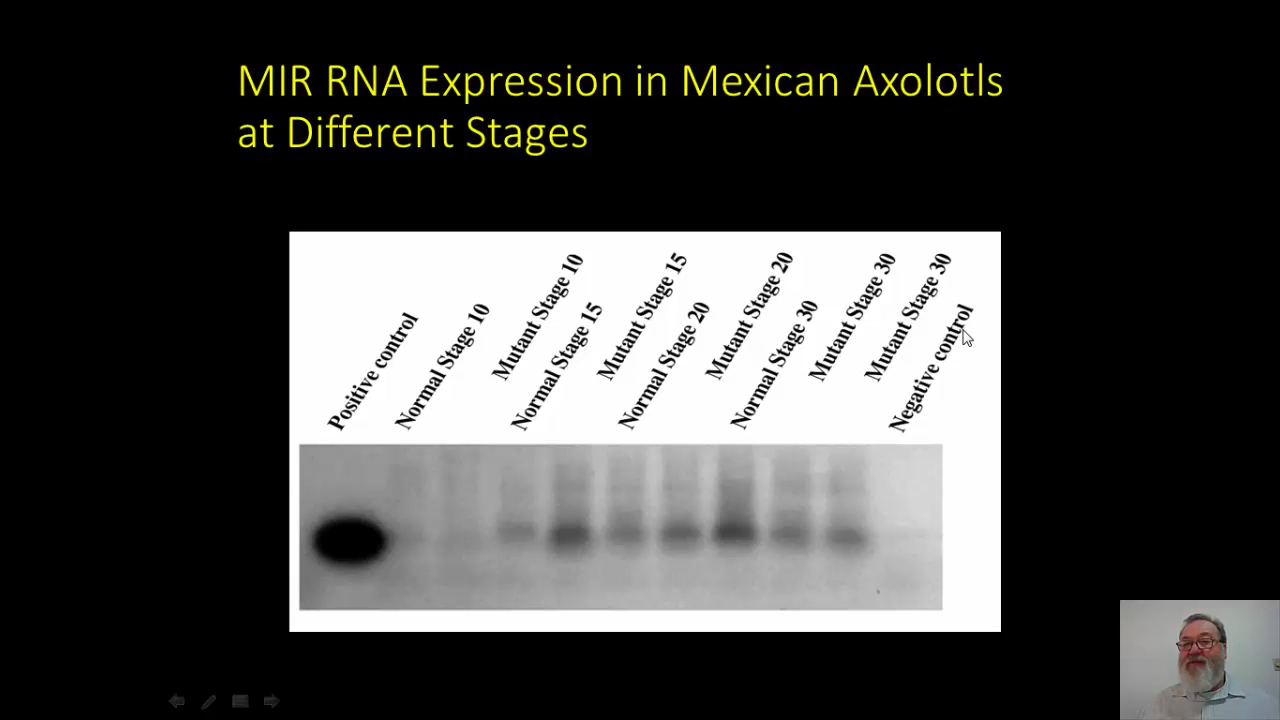 MIR RNA Expression in Mexican Axolotls
at Different Stages
Positive control
Normal Stage 10
Mutant Stage 10
Normal Stage 15
Mutant Stage 15
Normal Stage 20
Mutant Stage 20
Normal Stage 30
Mutant Stage 30
Mutant Stage 30
Negative control